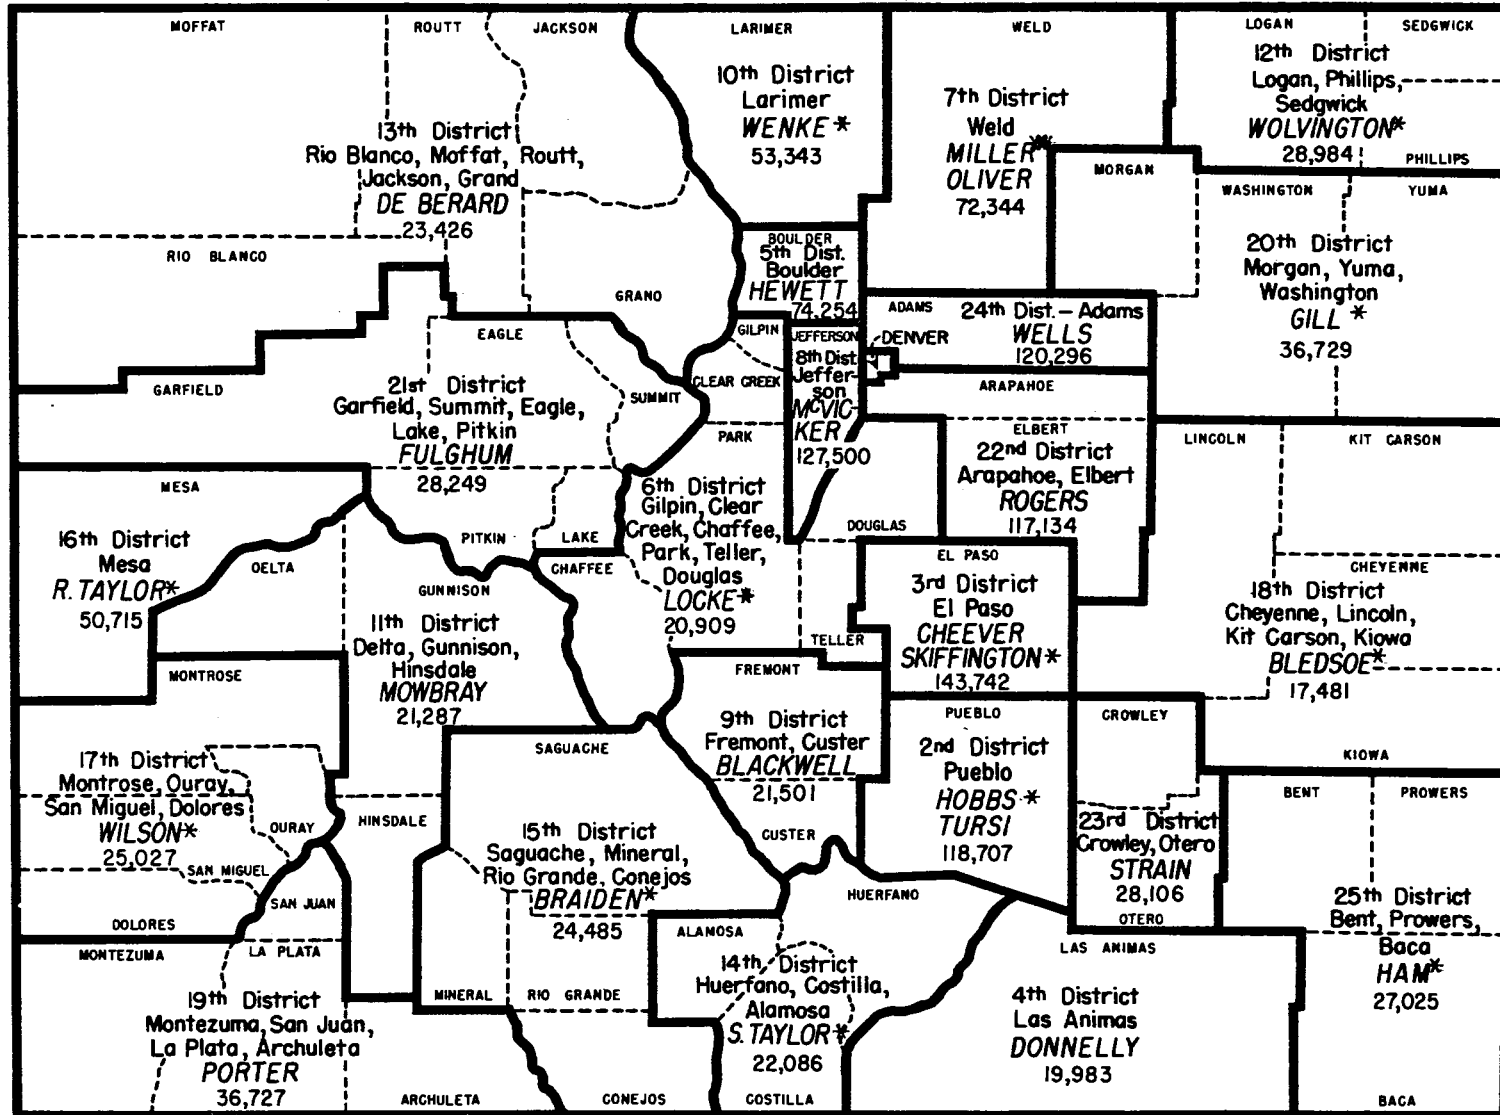 MOFFAT
ROUTT
JACKSON
LARIMER
WELD
LOGAN
SEDGWICK
13th District
Rio Blanco, Moffat, Routt,
Jackson, Grand
DE BERARD
23,426
10th District
Larimer
WENKE*
53,343
7th District
Weld
MILLER*
OLIVER
72,344
12th District
Logan, Phillips,
Sedgwick
WOLVINGTON*
28,984
PHILLIPS
MORGAN
WASHINGTON
YUMA
20th District
Morgan, Yuma,
Washington
GILL *
36,729
RIO BLANCO
GRANO
BOULDER
5th Dist.
Boulder
HEWETT
74,254
ADAMS
24th Dist.-Adams
WELLS
120,296
DENVER
GARFIELD
EAGLE
SUMMIT
GILPIN
CLEAR CREEK
JEFFERSON
8th Dist
Jeffer-
son
McVIC-
KER
127,500
ARAPAHOE
ELBERT
22nd District
Arapahoe, Elbert
ROGERS
117,134
21st District
Garfield, Summit, Eagle,
Lake, Pitkin
FULGHUM
28,249
PARK
LINCOLN
KIT CARSON
MESA
16th District
Mesa
R. TAYLOR*
50,715
DELTA
PITKIN
LAKE
CHAFFEE
GUNNISON
6th District
Gilpin, Clear
Creek, Chaffee,
Park, Teller,
Douglas
LOCKE*
20,909
DOUGLAS
TELLER
EL PASO
3rd District
El Paso
CHEEVER
SKIFFINGTON*
143,742
CHEYENNE
18th District
Cheyenne, Lincoln,
Kit Carson, Kiowa
BLEDSOE*
17,481
KIOWA
11th District
Delta, Gunnison,
Hinsdale
MOWBRAY
21,287
MONTROSE
17th District
Montrose, Ouray,
San Miguel, Dolores
WILSON*
25,027
OURAY
SAN MIGUEL
DOLORES
HINSDALE
SAGUACHE
15th District
Saguache, Mineral,
Rio Grande, Conejos
BRAIDEN*
24,485
FREMONT
9th District
Fremont, Custer
BLACKWELL
21,501
CUSTER
PUEBLO
2nd District
Pueblo
HOBBS *
TURSI
118,707
CROWLEY
23rd District
Crowley, Otero
STRAIN
28,106
OTERO
BENT
PROWERS
25th District
Bent, Prowers,
Baca
HAM*
27,025
BACA
SAN JUAN
MONTEZUMA
LA PLATA
19th District
Montezuma, San Juan,
La Plata, Archuleta
PORTER
36,727
ARCHULETA
MINERAL
RIO GRANDE
CONEJOS
ALAMOSA
HUERFANO
14th District
Huerfano, Costilla,
Alamosa
S. TAYLOR*
22,086
COSTILLA
LAS ANIMAS
4th District
Las Animas
DONNELLY
19,983